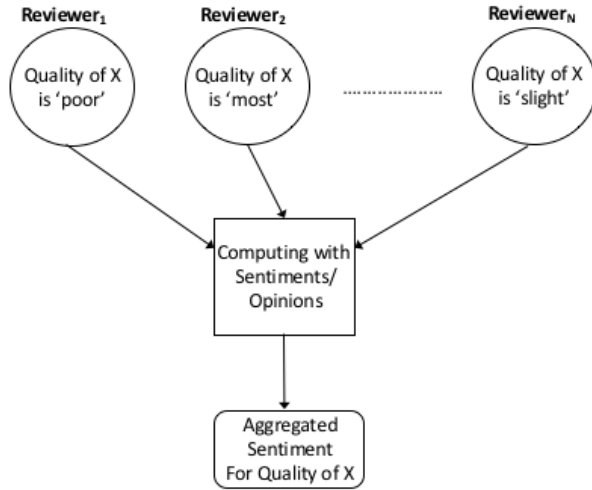 Reviewer₁
Reviewer₂
Reviewer_N
Quality of X
is ‘poor’
Quality of X
is ‘most’
....................
Quality of X
is ‘slight’
Computing with
Sentiments/
Opinions
Aggregated
Sentiment
For Quality of X